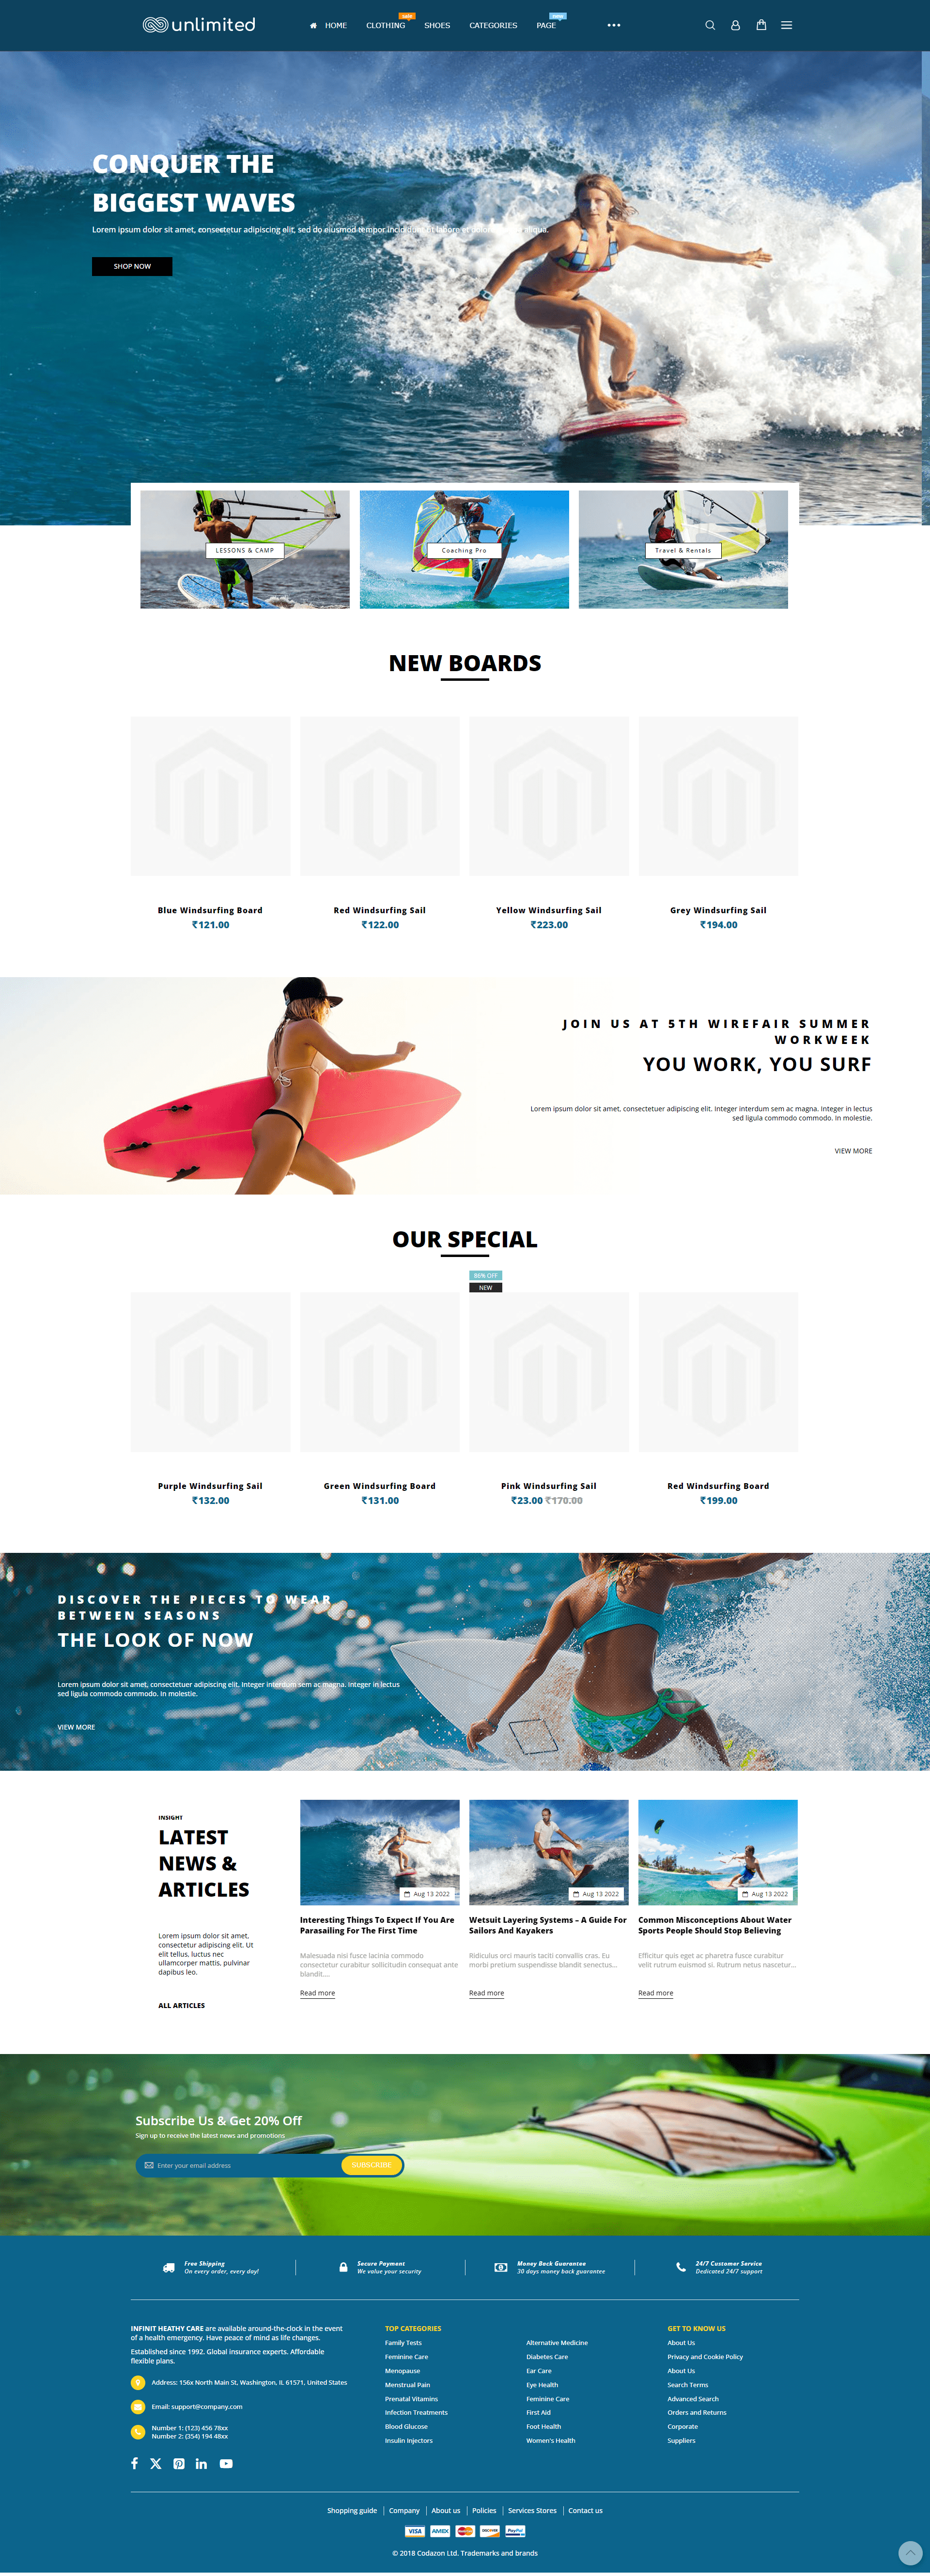 unlimited
HOME
CLOTHING
sale
SHOES
CATEGORIES
PAGE
new
CONQUER THE
BIGGEST WAVES
Lorem ipsum dolor sit amet, consectetur adipiscing elit, sed do eiusmod tempor incididunt ut labore et dolore magna aliqua.
SHOP NOW
LESSONS & CAMP
Coaching Pro
Travel & Rentals
NEW BOARDS
Blue Windsurfing Board
₹121.00
Red Windsurfing Sail
₹122.00
Yellow Windsurfing Sail
₹223.00
Grey Windsurfing Sail
₹194.00
JOIN US AT 5TH WIREFAIR SUMMER
WORKWEEK
YOU WORK, YOU SURF
Lorem ipsum dolor sit amet, consectetuer adipiscing elit. Integer interdum sem ac magna. Integer in lectus
sed ligula commodo commodo. In molestie.
VIEW MORE
OUR SPECIAL
86% OFF
NEW
Purple Windsurfing Sail
₹132.00
Green Windsurfing Board
₹131.00
Pink Windsurfing Sail
₹23.00 ₹170.00
Red Windsurfing Board
₹199.00
DISCOVER THE PIECES TO WEAR
BETWEEN SEASONS
THE LOOK OF NOW
Lorem ipsum dolor sit amet, consectetuer adipiscing elit. Integer interdum sem ac magna. Integer in lectus
sed ligula commodo commodo. In molestie.
VIEW MORE
INSIGHT
LATEST
NEWS &
ARTICLES
Lorem ipsum dolor sit amet,
consectetur adipiscing elit. Ut
elit tellus, luctus nec
ullamcorper mattis, pulvinar
dapibus leo.
ALL ARTICLES
Aug 13 2022
Interesting Things To Expect If You Are
Parasailing For The First Time
Malesuada nisi fusce lacinia commodo
consectetur curabitur sollicitudin consequat ante
blandit....
Read more
Aug 13 2022
Wetsuit Layering Systems – A Guide For
Sailors And Kayakers
Ridiculus orci mauris taciti convallis cras. Eu
morbi pretium suspendisse blandit senectus...
Read more
Aug 13 2022
Common Misconceptions About Water
Sports People Should Stop Believing
Efficitur quis eget ac pharetra fusce curabitur
velit rutrum euismod si. Rutrum netus nascetur...
Read more
Subscribe Us & Get 20% Off
Sign up to receive the latest news and promotions
Enter your email address
SUBSCRIBE
Free Shipping
On every order, every day!
Secure Payment
We value your security
Money Back Guarantee
30 days money back guarantee
24/7 Customer Service
Dedicated 24/7 support
INFINIT HEATHY CARE are available around-the-clock in the event
of a health emergency. Have peace of mind as life changes.
Established since 1992. Global insurance experts. Affordable
flexible plans.
Address: 156x North Main St, Washington, IL 61571, United States
Email: support@company.com
Number 1: (123) 456 78xx
Number 2: (354) 194 48xx
TOP CATEGORIES
Family Tests
Feminine Care
Menopause
Menstrual Pain
Prenatal Vitamins
Infection Treatments
Blood Glucose
Insulin Injectors
Alternative Medicine
Diabetes Care
Ear Care
Eye Health
Feminine Care
First Aid
Foot Health
Women's Health
GET TO KNOW US
About Us
Privacy and Cookie Policy
About Us
Search Terms
Advanced Search
Orders and Returns
Corporate
Suppliers
Shopping guide
Company
About us
Policies
Services Stores
Contact us
VISA
AMEX
DISCOVER
PayPal
© 2018 Codazon Ltd. Trademarks and brands